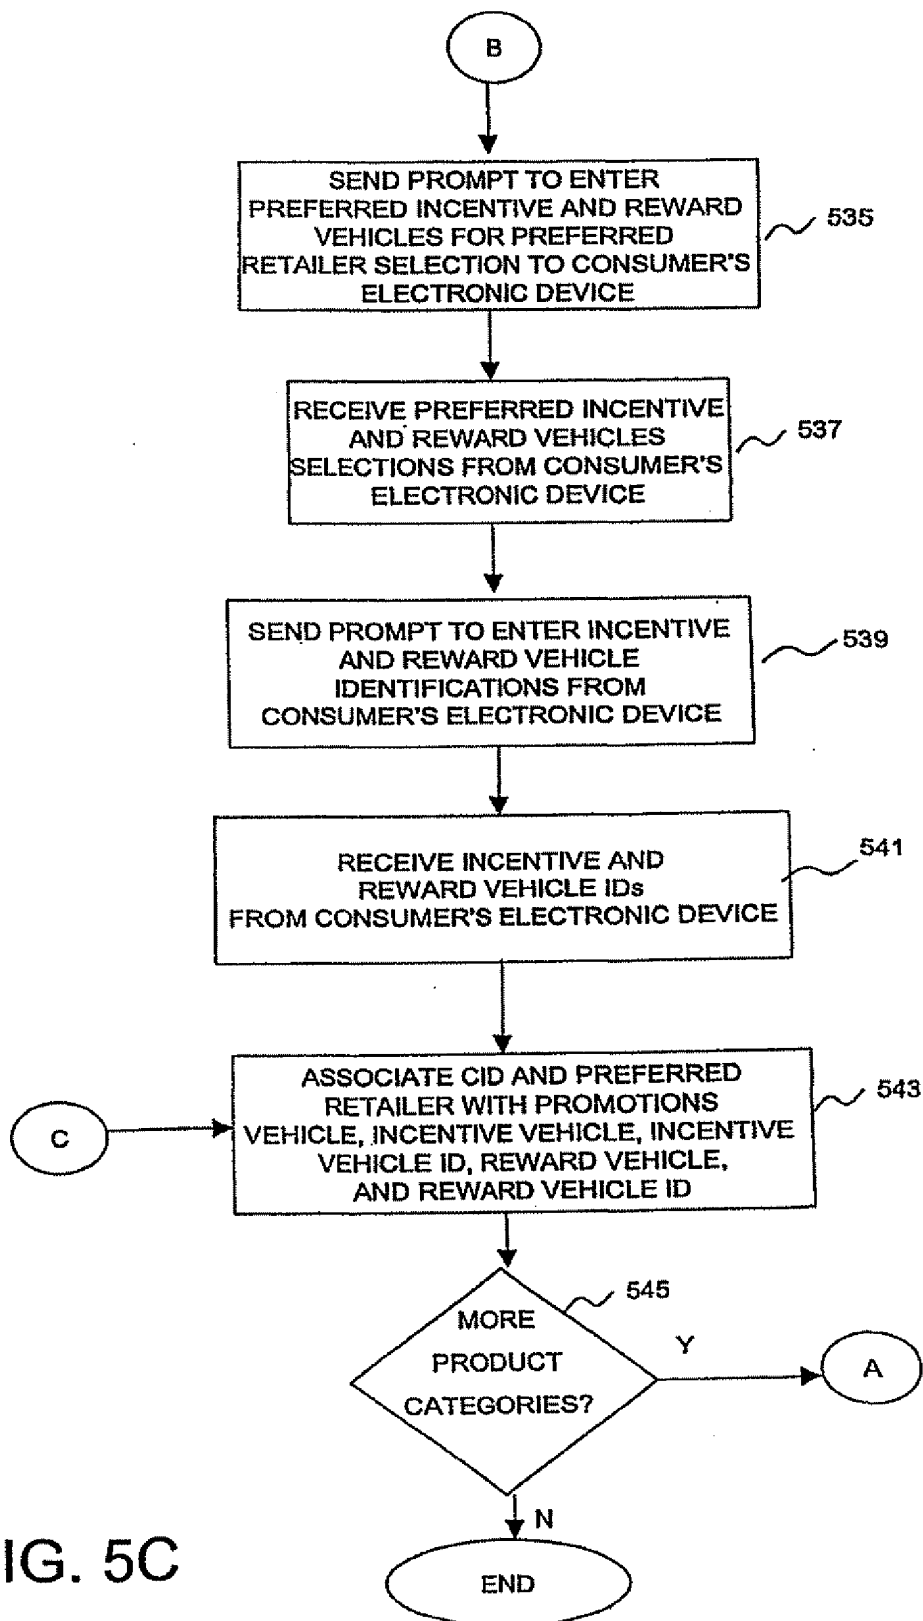 B
SEND PROMPT TO ENTER
PREFERRED INCENTIVE AND REWARD
VEHICLES FOR PREFERRED
RETAILER SELECTION TO CONSUMER'S
ELECTRONIC DEVICE
535
RECEIVE PREFERRED INCENTIVE
AND REWARD VEHICLES
SELECTIONS FROM CONSUMER'S
ELECTRONIC DEVICE
537
SEND PROMPT TO ENTER INCENTIVE
AND REWARD VEHICLE
IDENTIFICATIONS FROM
CONSUMER'S ELECTRONIC DEVICE
539
RECEIVE INCENTIVE AND
REWARD VEHICLE IDs
FROM CONSUMER'S ELECTRONIC DEVICE
541
C
ASSOCIATE CID AND PREFERRED
RETAILER WITH PROMOTIONS
VEHICLE, INCENTIVE VEHICLE, INCENTIVE
VEHICLE ID, REWARD VEHICLE,
AND REWARD VEHICLE ID
543
MORE
PRODUCT
CATEGORIES?
545
Y
A
N
END
IG. 5C